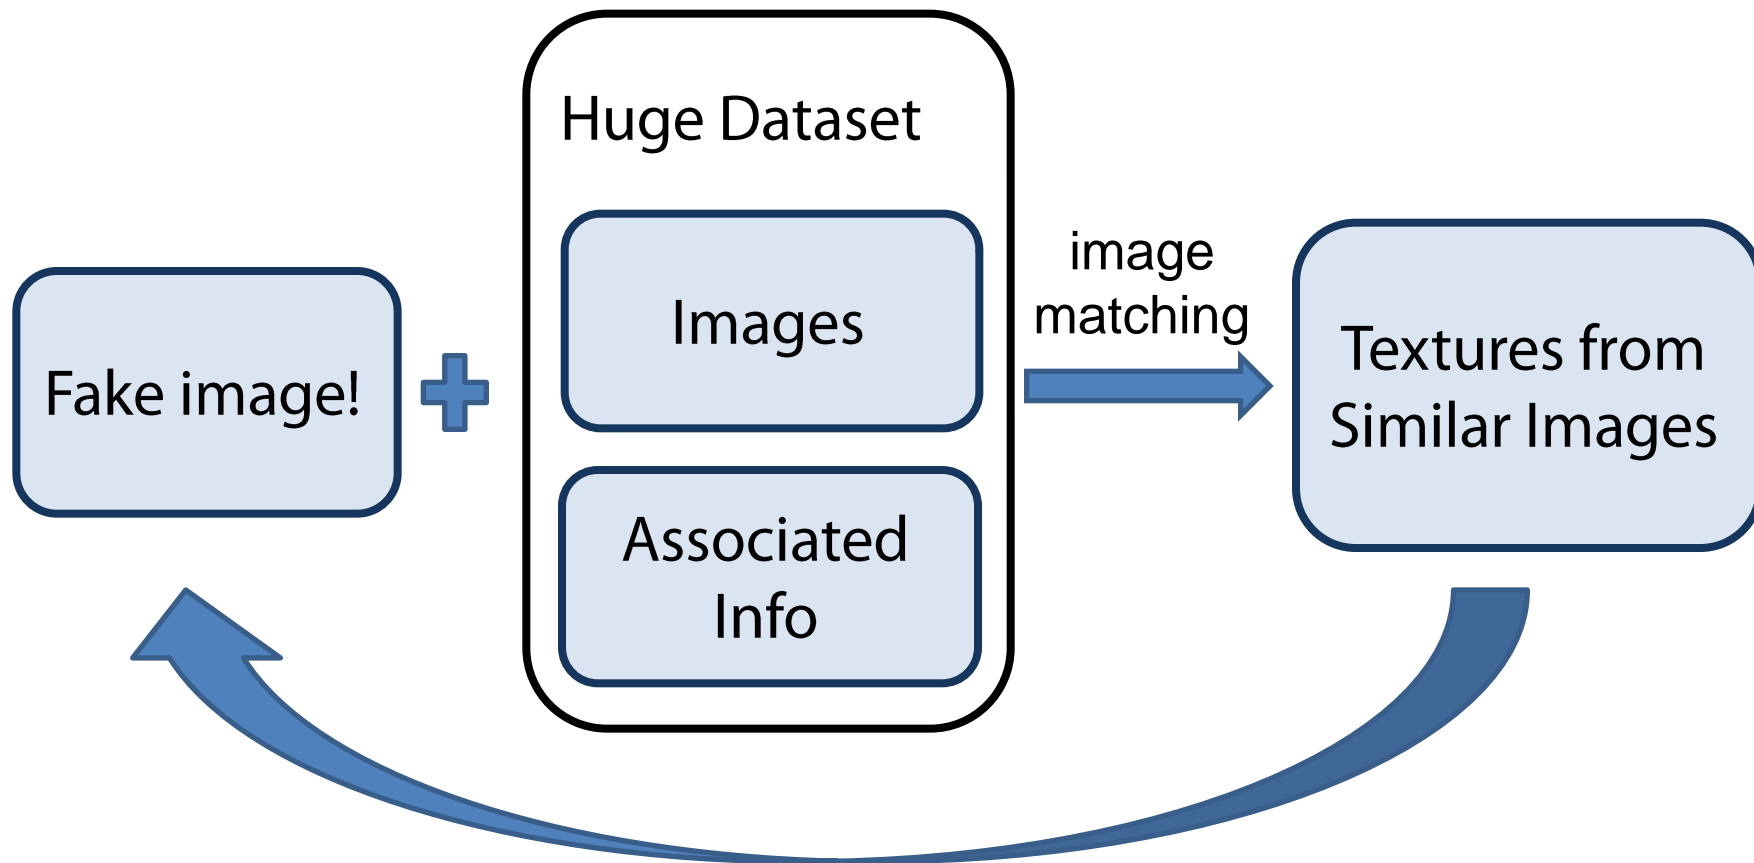 Huge Dataset
Fake image!
Images
Associated
Info
image
matching
Textures from
Similar Images